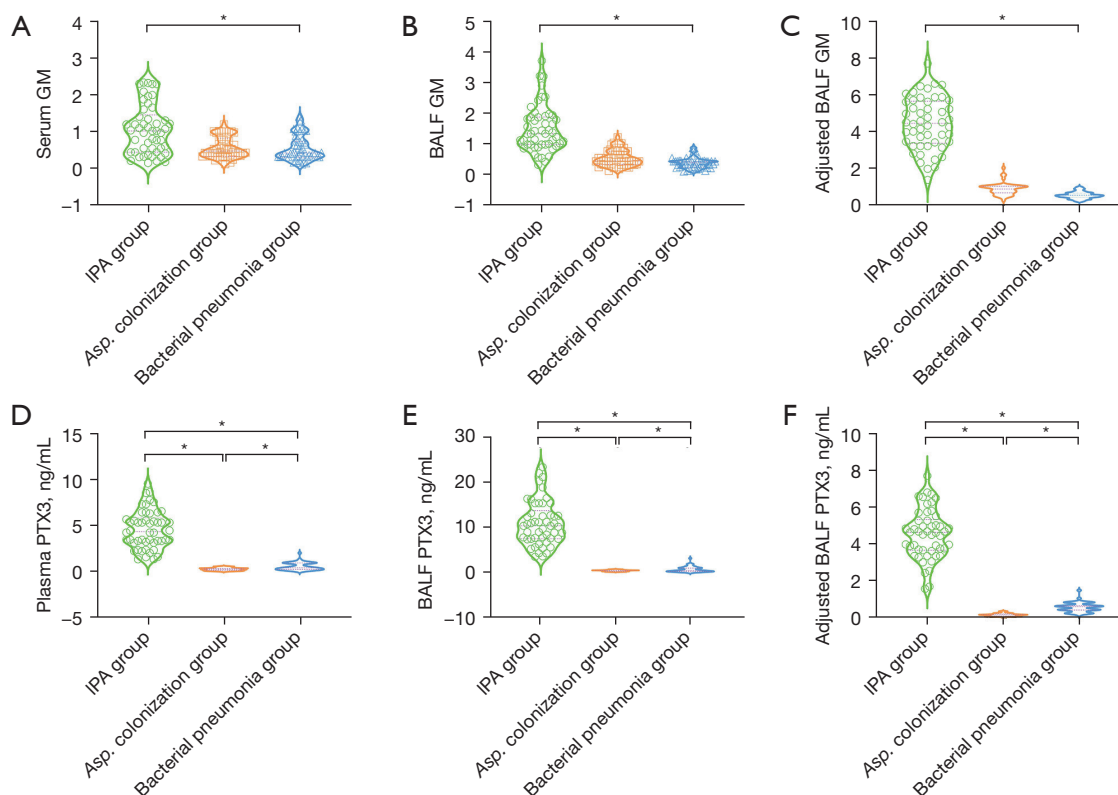 A
*
Serum GM
4
3
2
1
0
−1
IPA group
Asp. colonization group
Bacterial pneumonia group
B
*
BALF GM
5
4
3
2
1
0
−1
IPA group
Asp. colonization group
Bacterial pneumonia group
C
*
Adjusted BALF GM
10
8
6
4
2
0
IPA group
Asp. colonization group
Bacterial pneumonia group
D
*
* *
Plasma PTX3, ng/mL
15
10
5
0
−5
IPA group
Asp. colonization group
Bacterial pneumonia group
E
*
* *
BALF PTX3, ng/mL
30
20
10
0
−10
IPA group
Asp. colonization group
Bacterial pneumonia group
F
*
* *
Adjusted BALF PTX3, ng/mL
10
8
6
4
2
0
IPA group
Asp. colonization group
Bacterial pneumonia group